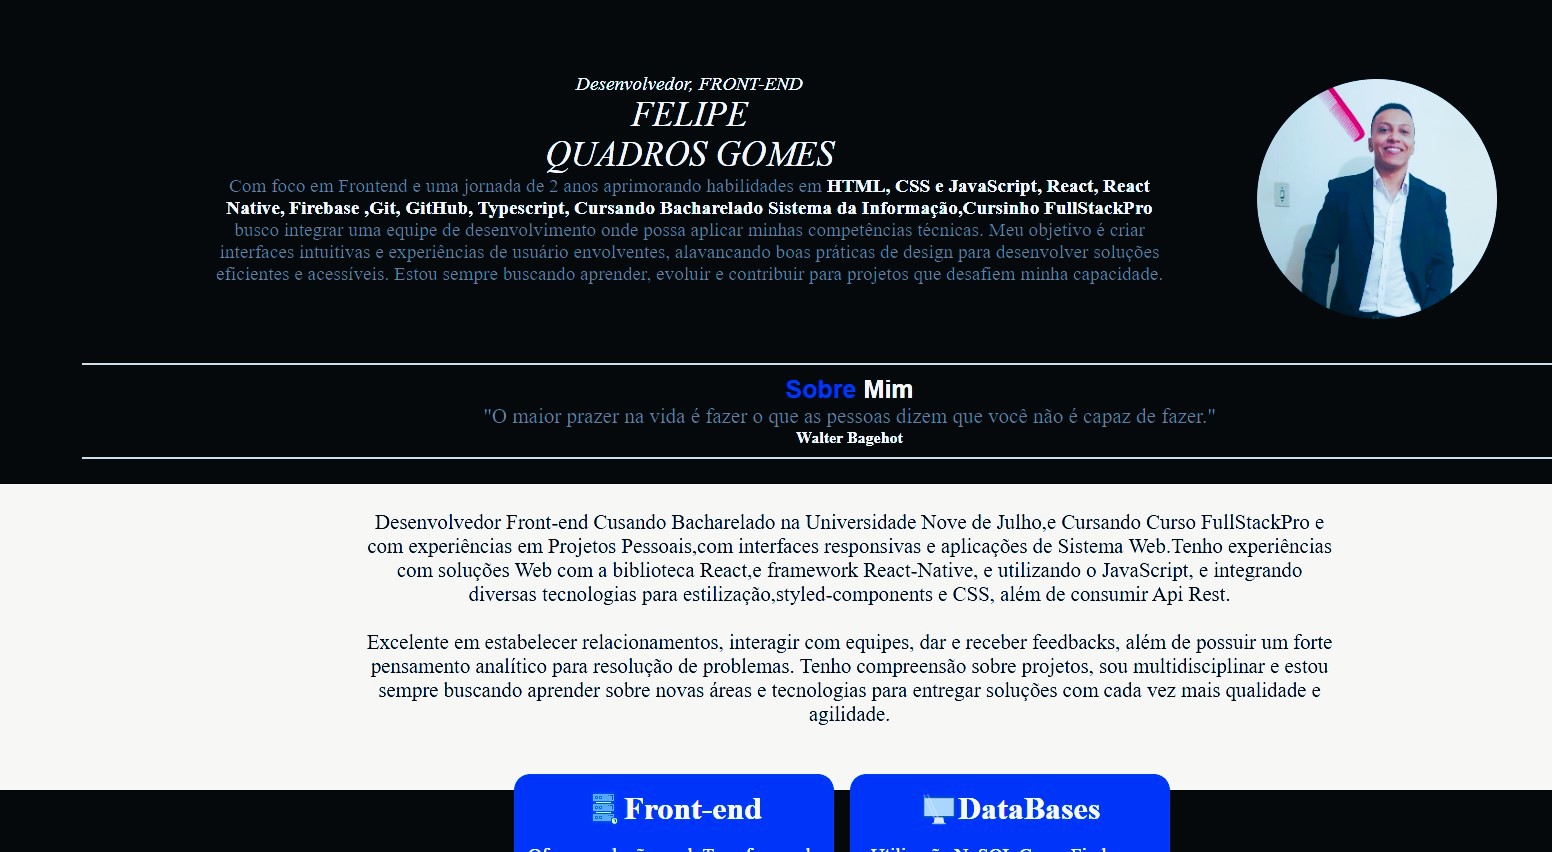 Desenvolvedor, FRONT-END
FELIPE
QUADROS GOMES
Com foco em Frontend e uma jornada de 2 anos aprimorando habilidades em HTML, CSS e JavaScript, React, React
Native, Firebase ,Git, GitHub, Typescript, Cursando Bacharelado Sistema da Informação,Cursinho FullStackPro
busco integrar uma equipe de desenvolvimento onde possa aplicar minhas competências técnicas. Meu objetivo é criar
interfaces intuitivas e experiências de usuário envolventes, alavancando boas práticas de design para desenvolver soluções
eficientes e acessíveis. Estou sempre buscando aprender, evoluir e contribuir para projetos que desafiem minha capacidade.
Sobre Mim
"O maior prazer na vida é fazer o que as pessoas dizem que você não é capaz de fazer."
Walter Bagehot
Desenvolvedor Front-end Cusando Bacharelado na Universidade Nove de Julho,e Cursando Curso FullStackPro e
com experiências em Projetos Pessoais,com interfaces responsivas e aplicações de Sistema Web.Tenho experiências
com soluções Web com a biblioteca React,e framework React-Native, e utilizando o JavaScript, e integrando
diversas tecnologias para estilização,styled-components e CSS, além de consumir Api Rest.
Excelente em estabelecer relacionamentos, interagir com equipes, dar e receber feedbacks, além de possuir um forte
pensamento analítico para resolução de problemas. Tenho compreensão sobre projetos, sou multidisciplinar e estou
sempre buscando aprender sobre novas áreas e tecnologias para entregar soluções com cada vez mais qualidade e
agilidade.
Front-end
DataBases